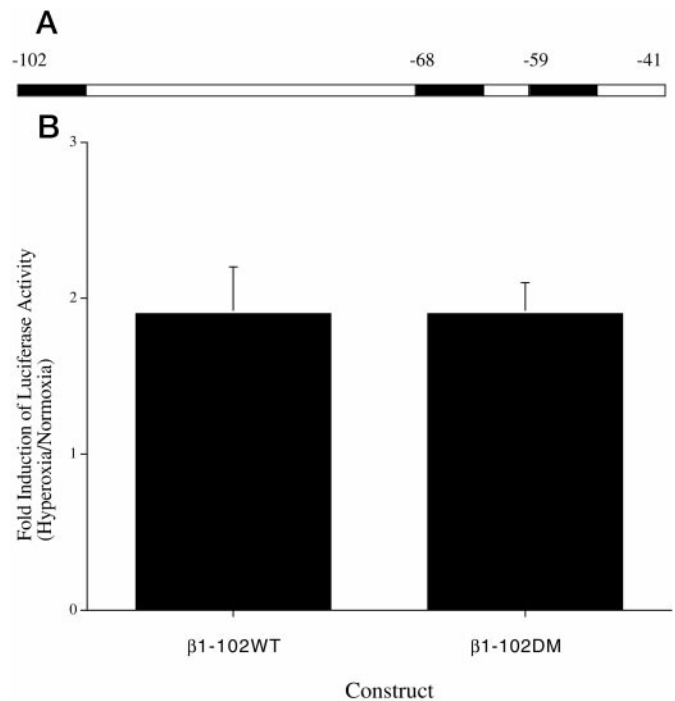 A
-102 -68 -59 -41
B
Fold Induction of Luciferase Activity
(Hyperoxia/Normoxia)
3
2
1
0
β1-102WT β1-102DM
Construct